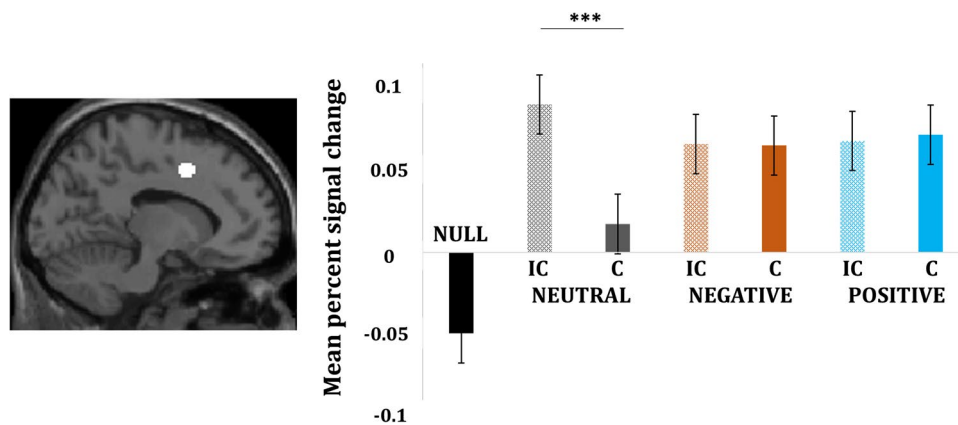 ***
Mean percent signal change
0.1
0.05
0
-0.05
-0.1
NULL
IC C IC C IC C
NEUTRAL NEGATIVE POSITIVE